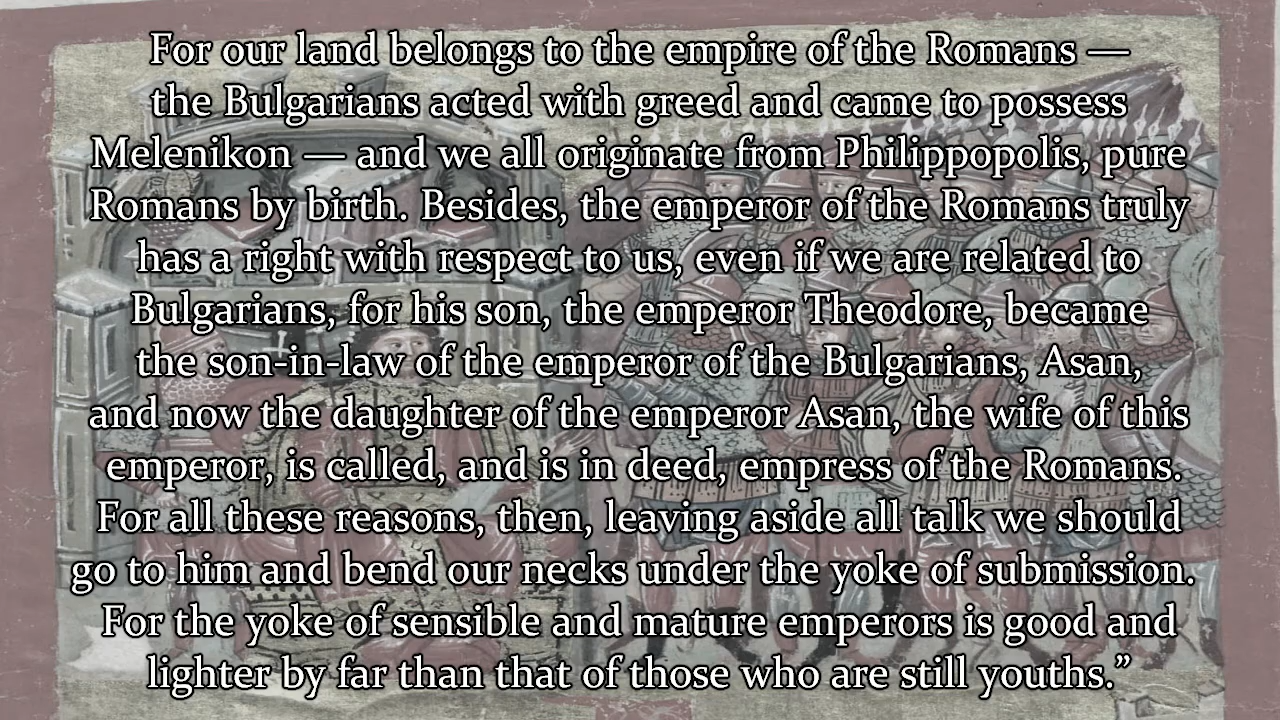 For our land belongs to the empire of the Romans —
the Bulgarians acted with greed and came to possess
Melenikon — and we all originate from Philippopolis, pure
Romans by birth. Besides, the emperor of the Romans truly
has a right with respect to us, even if we are related to
Bulgarians, for his son, the emperor Theodore, became
the son-in-law of the emperor of the Bulgarians, Asan,
and now the daughter of the emperor Asan, the wife of this
emperor, is called, and is in deed, empress of the Romans.
For all these reasons, then, leaving aside all talk we should
go to him and bend our necks under the yoke of submission.
For the yoke of sensible and mature emperors is good and
lighter by far than that of those who are still youths.”